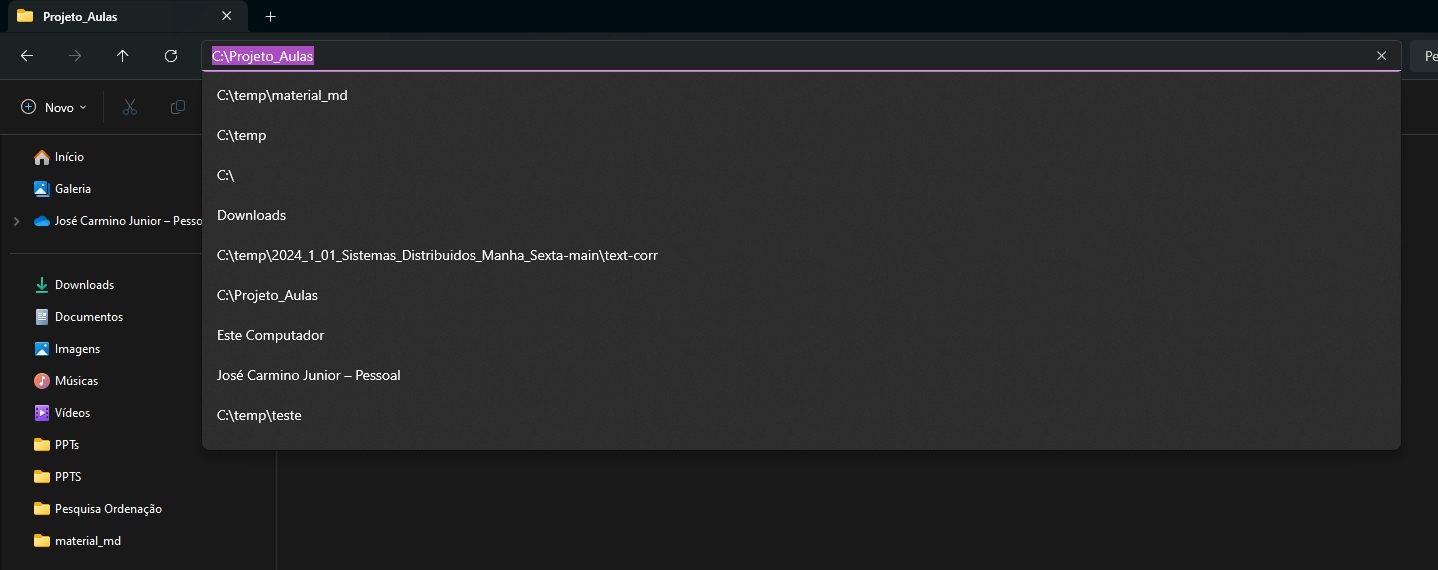 Projeto_Aulas
C:\Projeto_Aulas
Pe
Novo
C:\temp\material_md
C:\temp
C:\
Downloads
C:\temp\2024_1_01_Sistemas_Distribuidos_Manha_Sexta-main\text-corr
C:\Projeto_Aulas
Este Computador
José Carmino Junior – Pessoal
C:\temp\teste
Início
Galeria
José Carmino Junior – Pesso
Downloads
Documentos
Imagens
Músicas
Vídeos
PPTs
PPTS
Pesquisa Ordenação
material_md